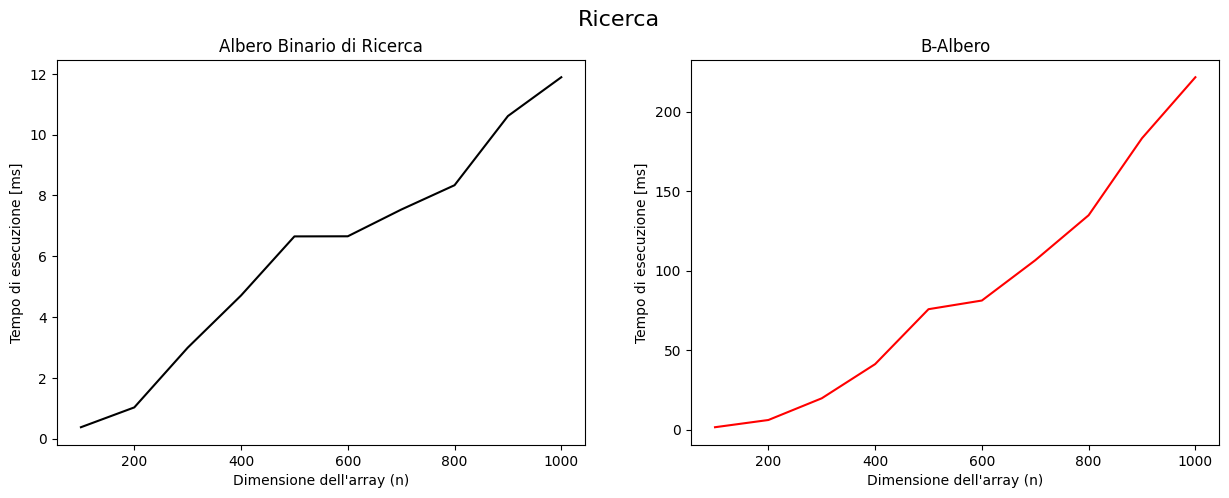 Ricerca
Albero Binario di Ricerca
12
10
8
6
4
2
0
Tempo di esecuzione [ms]
200 400 600 800 1000
Dimensione dell'array (n)
B-Albero
200
150
100
50
0
Tempo di esecuzione [ms]
200 400 600 800 1000
Dimensione dell'array (n)